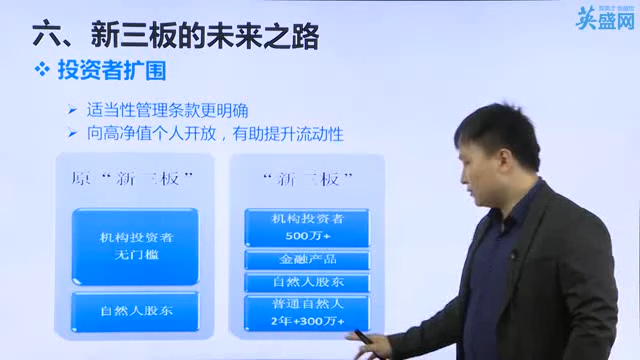 六、新三板的未来之路
英盛网
❖ 投资者扩围
➢ 适当性管理条款更明确
➢ 向高净值个人开放，有助提升流动性
原“新三板”
机构投资者
无门槛
自然人股东
“新三板”
机构投资者
500万+
金融产品
自然人股东
普通自然人
2年+300万+